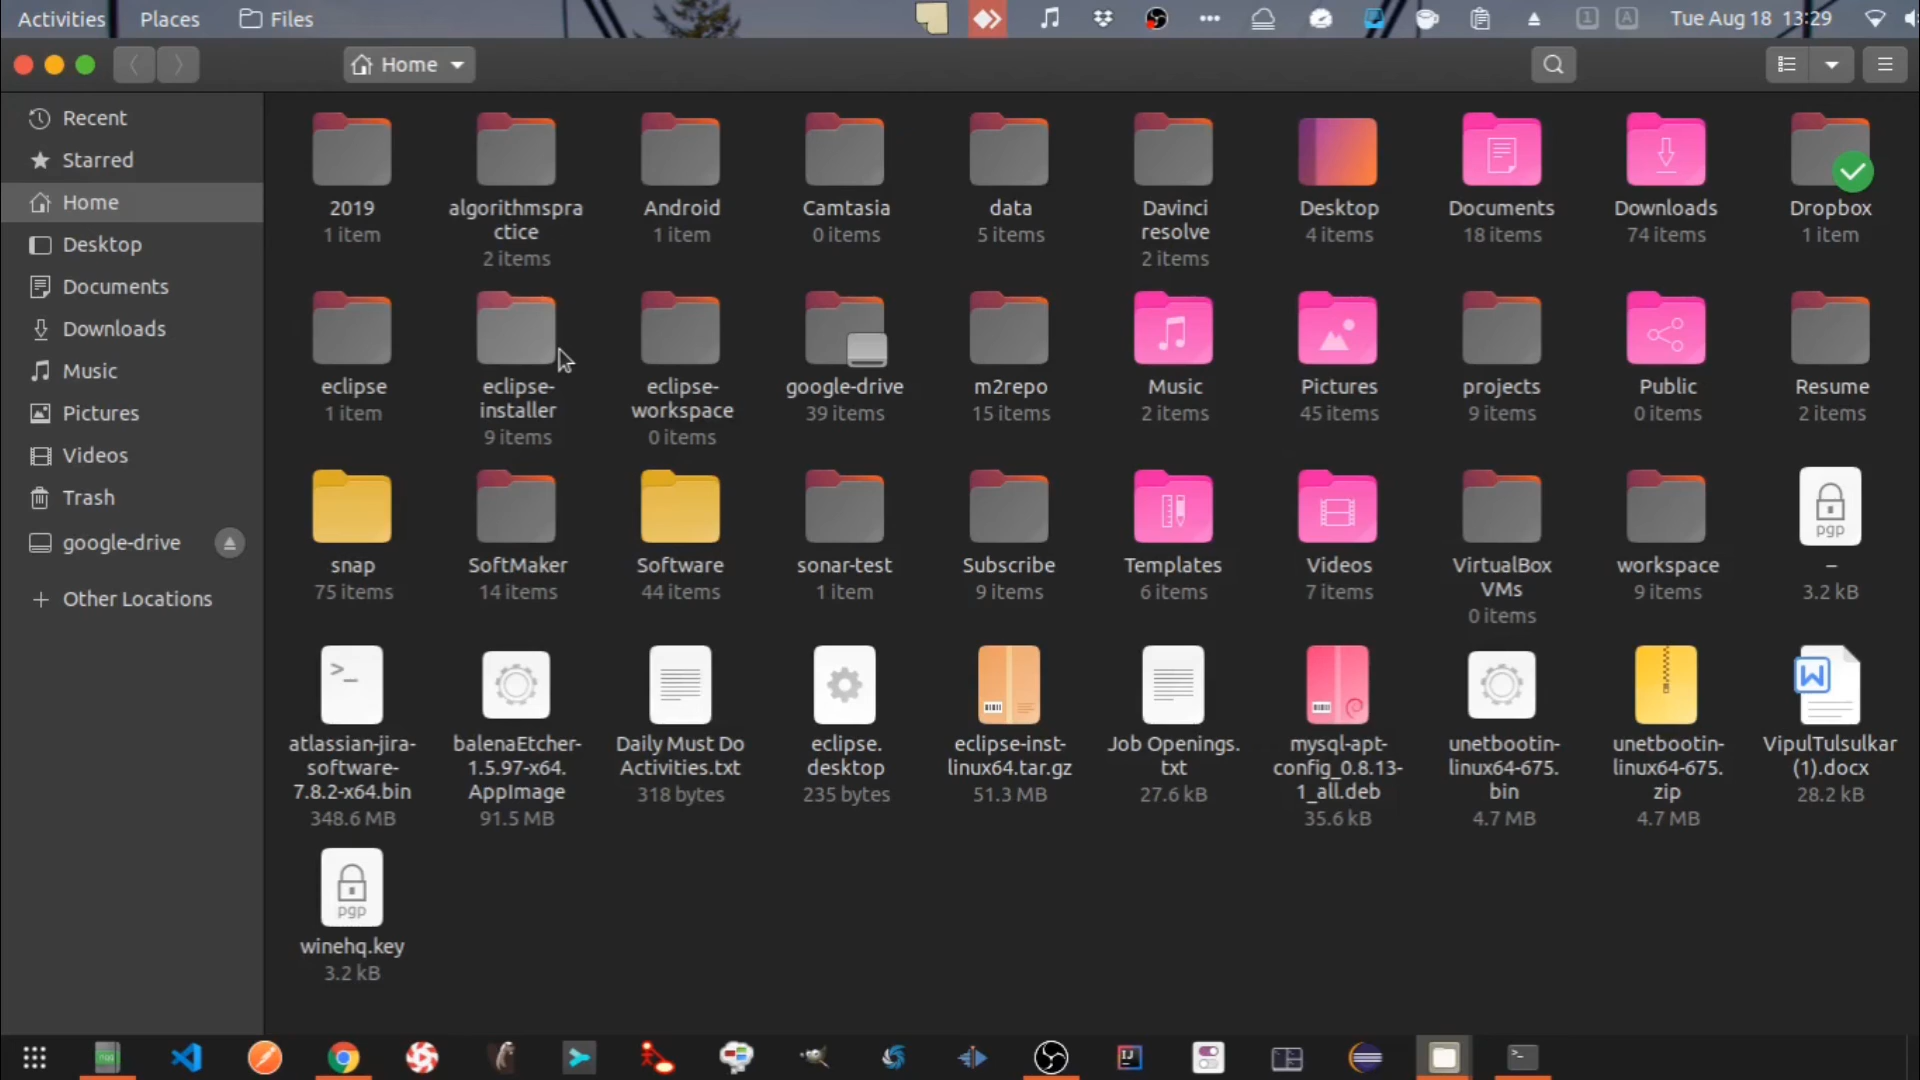 Activities Places Files Tue Aug 18 13:29
Home
Recent
Starred
Home
Desktop
Documents
Downloads
Music
Pictures
Videos
Trash
google-drive
+ Other Locations
2019
1 item
algorithmspra
ctice
2 items
Android
1 item
Camtasia
0 items
data
5 items
Davinci
resolve
2 items
Desktop
4 items
Documents
18 items
Downloads
74 items
Dropbox
1 item
eclipse
1 item
eclipse-
installer
9 items
eclipse-
workspace
0 items
google-drive
39 items
m2repo
15 items
Music
2 items
Pictures
45 items
projects
9 items
Public
0 items
Resume
2 items
snap
75 items
SoftMaker
14 items
Software
44 items
sonar-test
1 item
Subscribe
9 items
Templates
6 items
Videos
7 items
VirtualBox
VMs
0 items
workspace
9 items
pgp
–
3.2 kB
>_
atlassian-jira-
software-
7.8.2-x64.bin
348.6 MB
balenaEtcher-
1.5.97-x64.
AppImage
91.5 MB
Daily Must Do
Activities.txt
318 bytes
eclipse.
desktop
235 bytes
eclipse-inst-
linux64.tar.gz
51.3 MB
Job Openings.
txt
27.6 kB
mysql-apt-
config_0.8.13-
1_all.deb
35.6 kB
unetbootin-
linux64-675.
bin
4.7 MB
unetbootin-
linux64-675.
zip
4.7 MB
W
VipulTulsulkar
(1).docx
28.2 kB
pgp
winehq.key
3.2 kB